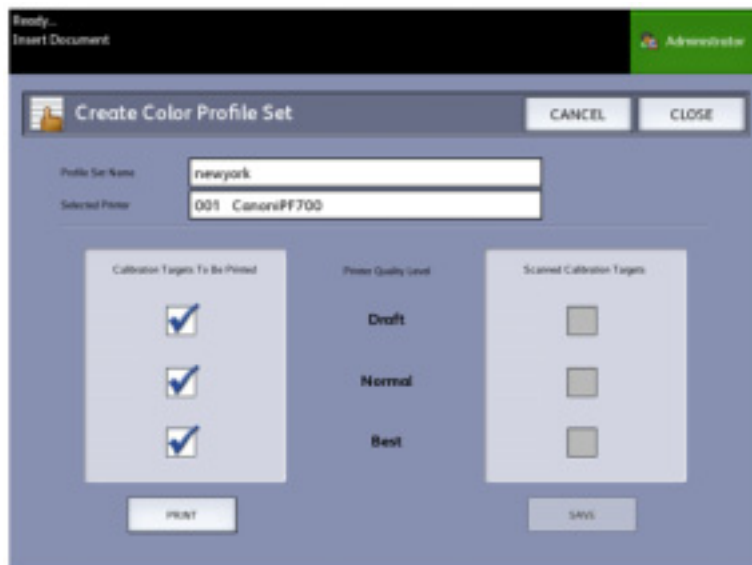 Ready...
Insert Document
Administrator
Create Color Profile Set
CANCEL
CLOSE
Profile Set Name
newyork
Selected Printer
001 CanoniPF700
Calibration Targets To Be Printed
Printer Quality Level
Scanned Calibration Targets
Draft
Normal
Best
PRINT
SAVE